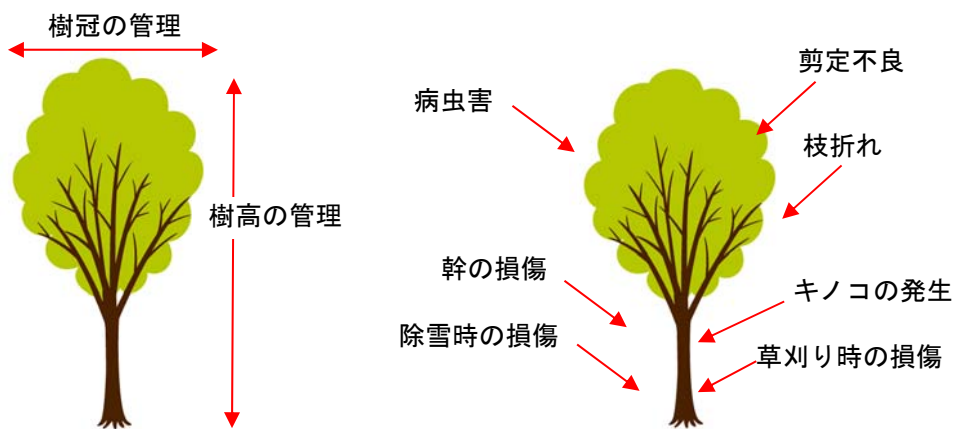 樹冠の管理
樹高の管理
剪定不良
病虫害
枝折れ
幹の損傷
キノコの発生
除雪時の損傷
草刈り時の損傷